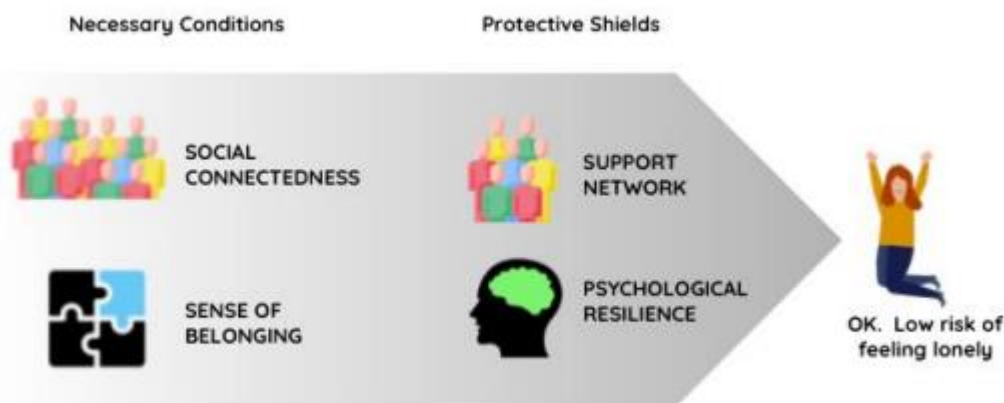 Necessary Conditions
Protective Shields
SOCIAL
CONNECTEDNESS
SUPPORT
NETWORK
SENSE OF
BELONGING
PSYCHOLOGICAL
RESILIENCE
OK. Low risk of
feeling lonely